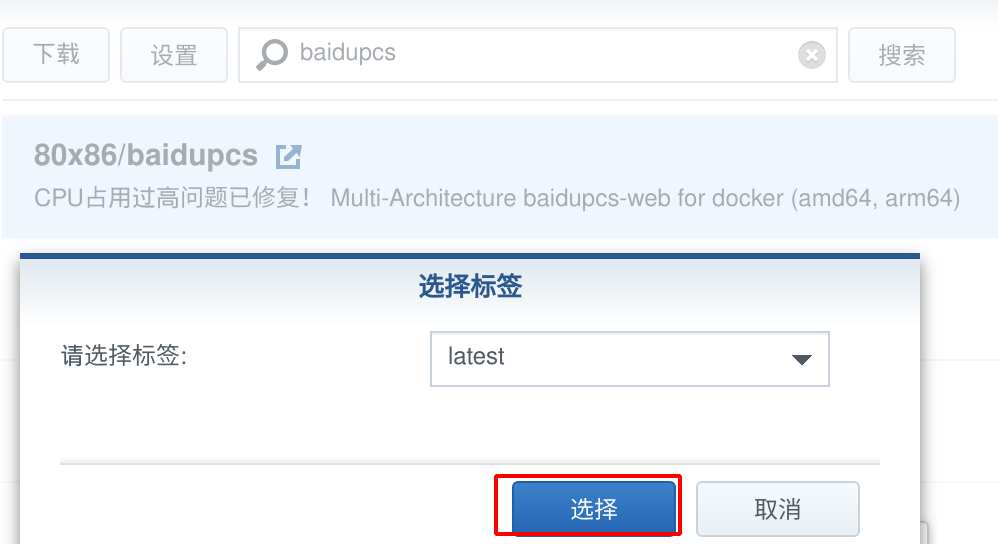 下载 设置 baidupcs 搜索
80x86/baidupcs
CPU占用过高问题已修复！ Multi-Architecture baidupcs-web for docker (amd64, arm64)
选择标签
请选择标签: latest
选择 取消